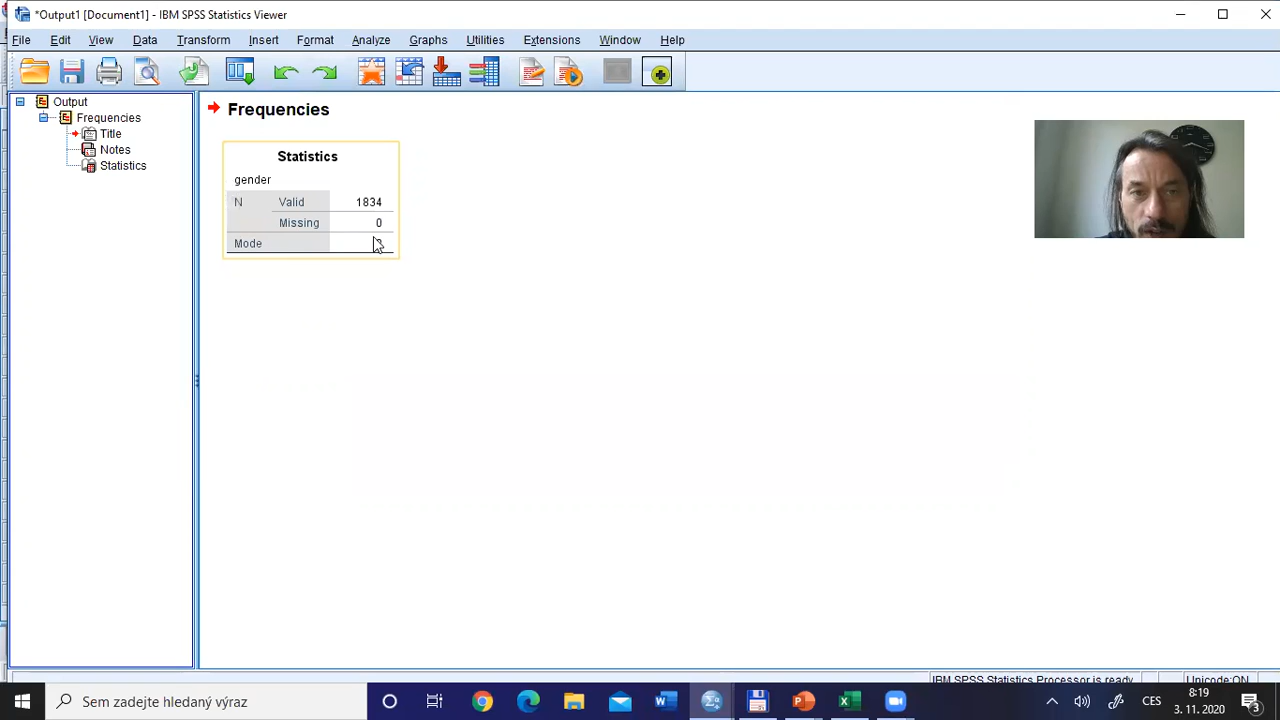 *Output1 [Document1] - IBM SPSS Statistics Viewer
File Edit View Data Transform Insert Format Analyze Graphs Utilities Extensions Window Help
Output
Frequencies
Title
Notes
Statistics
Frequencies
Statistics
gender
N Valid 1834
Missing 0
Mode
IBM SPSS Statistics Processor is ready
Unicode:ON
Sem zadejte hledaný výraz
CES
8:19
3. 11. 2020
3